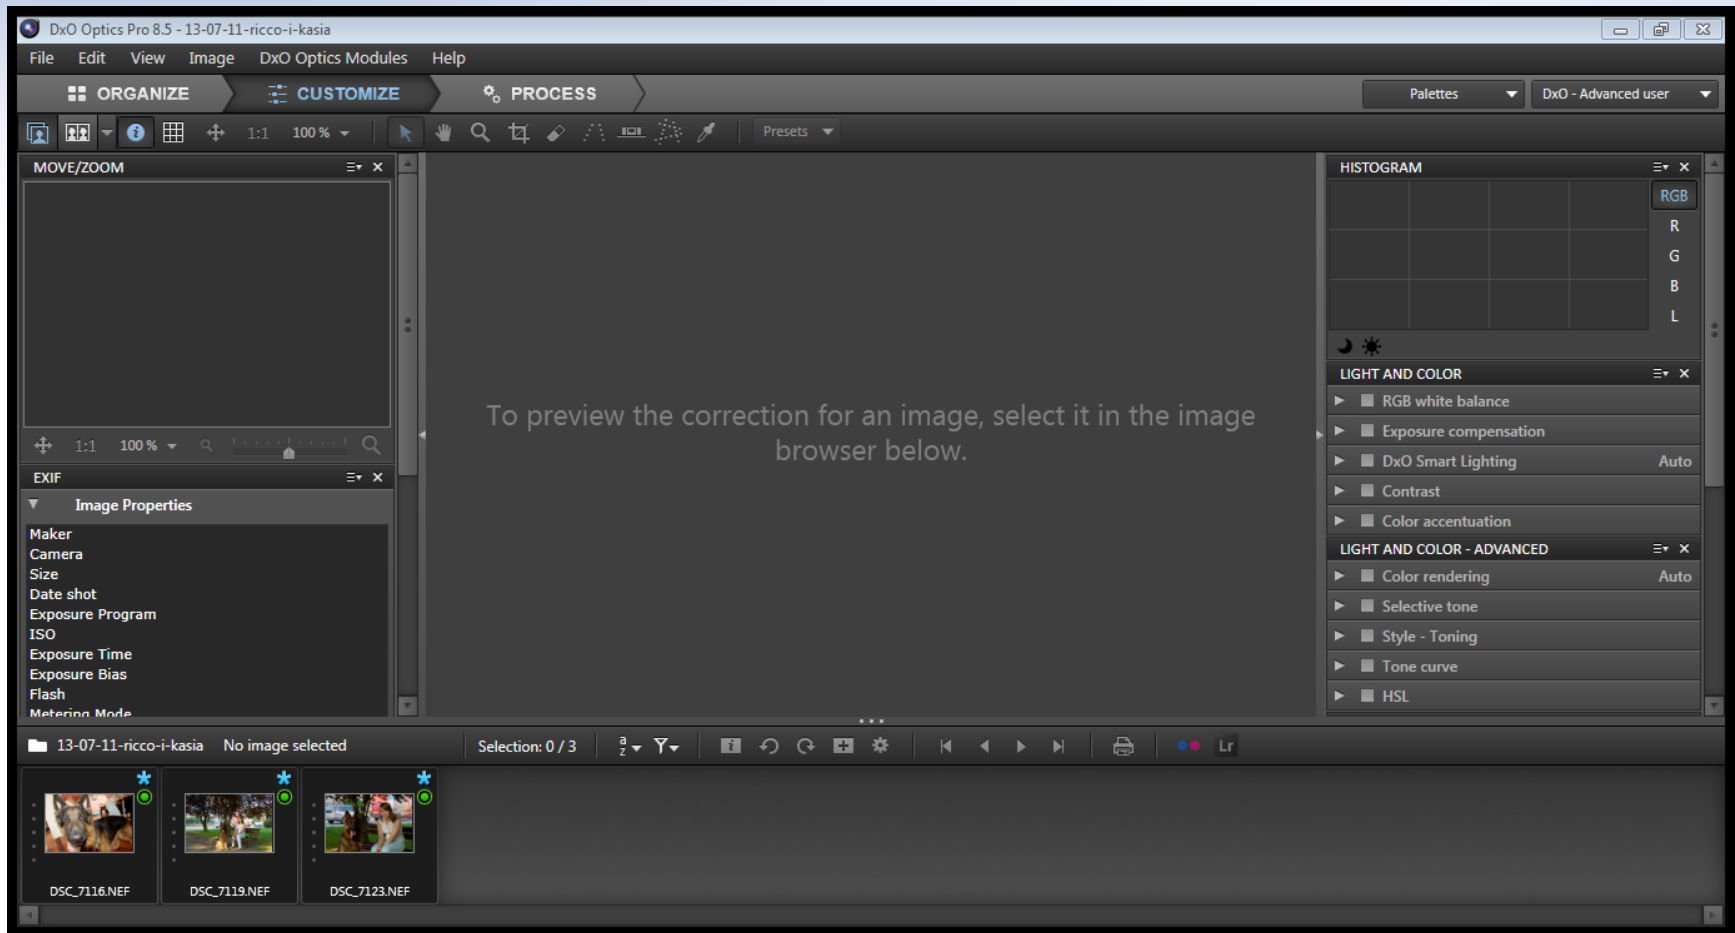 DxO Optics Pro 8.5 - 13-07-11-ricco-i-kasia
File Edit View Image DxO Optics Modules Help
ORGANIZE CUSTOMIZE PROCESS Palettes DxO - Advanced user
1:1 100 % Presets
MOVE/ZOOM
1:1 100 %
EXIF
Image Properties
Maker
Camera
Size
Date shot
Exposure Program
ISO
Exposure Time
Exposure Bias
Flash
Metering Mode
To preview the correction for an image, select it in the image
browser below.
HISTOGRAM
RGB
R
G
B
L
LIGHT AND COLOR
RGB white balance
Exposure compensation
DxO Smart Lighting Auto
Contrast
Color accentuation
LIGHT AND COLOR - ADVANCED
Color rendering Auto
Selective tone
Style - Toning
Tone curve
HSL
13-07-11-ricco-i-kasia No image selected Selection: 0 / 3 a z Lr
DSC_7116.NEF DSC_7119.NEF DSC_7123.NEF